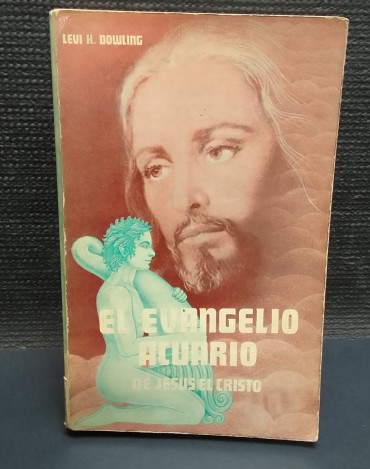 LEVI H. DOWLING
EL EVANGELIO
ACUARIO
DE JESUS EL CRISTO